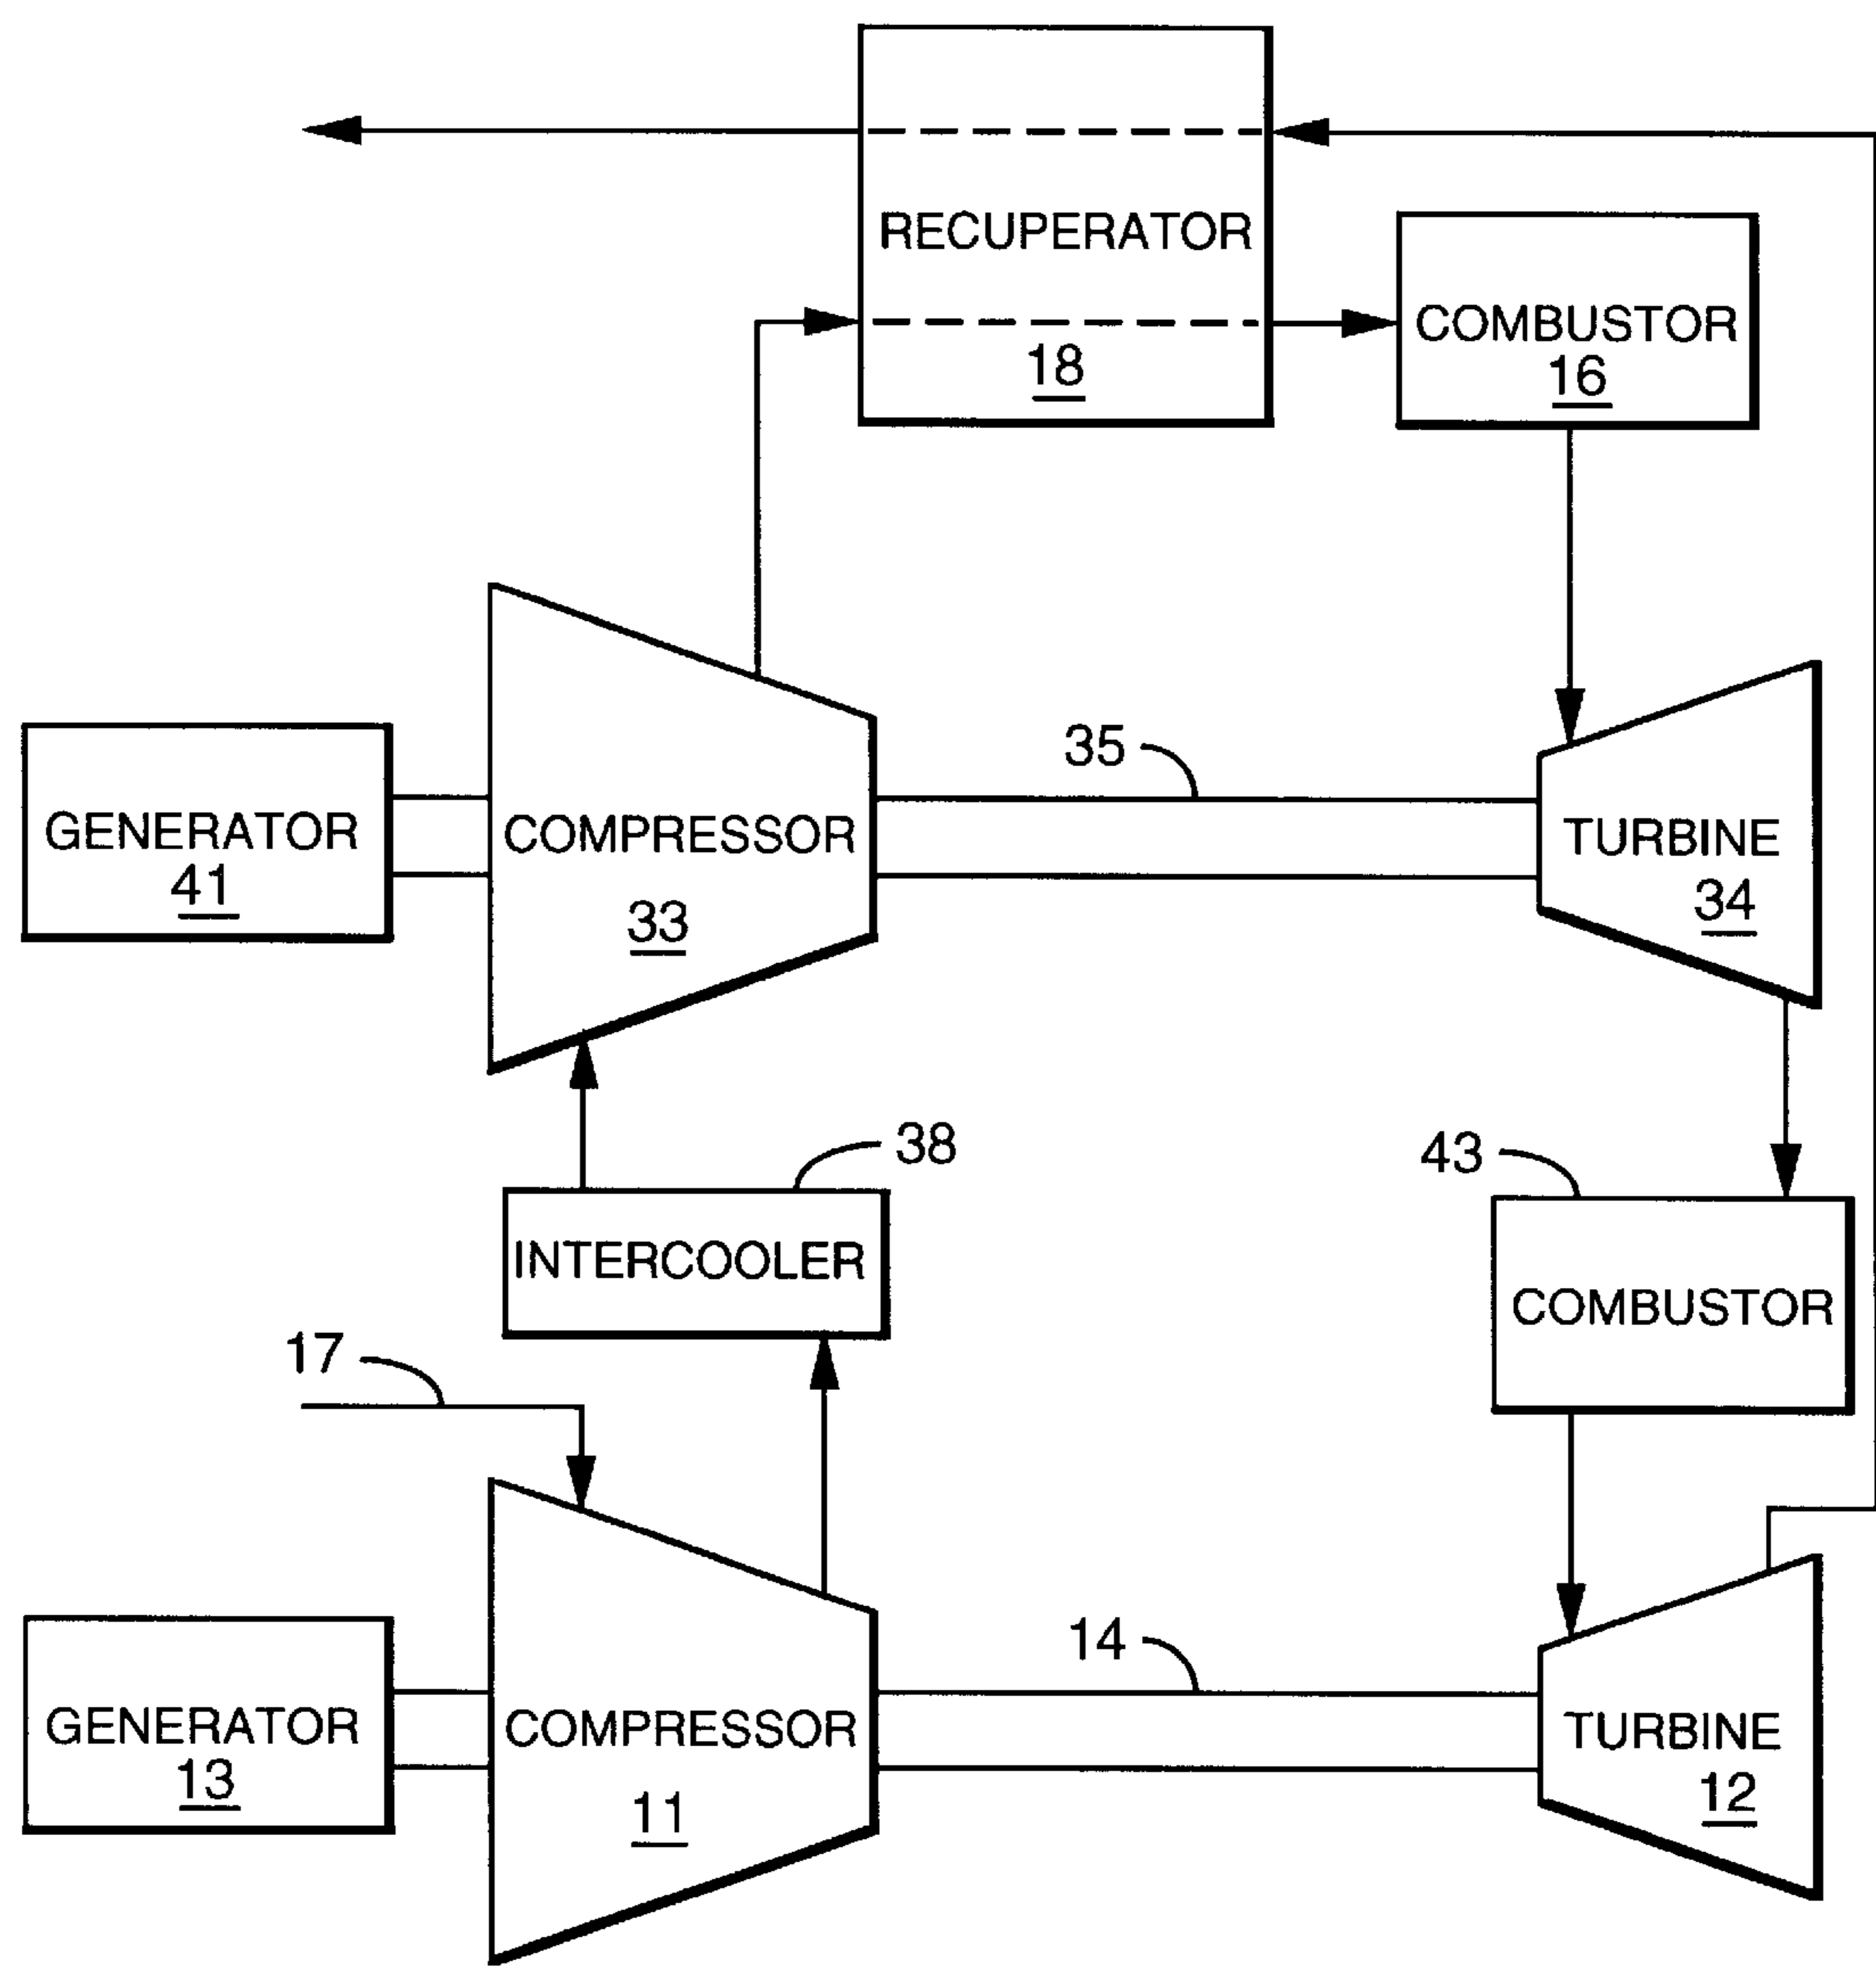 RECUPERATOR
18
COMBUSTOR
16
35
GENERATOR
41
COMPRESSOR
33
TURBINE
34
38
43
INTERCOOLER
COMBUSTOR
17
14
GENERATOR
13
COMPRESSOR
11
TURBINE
12